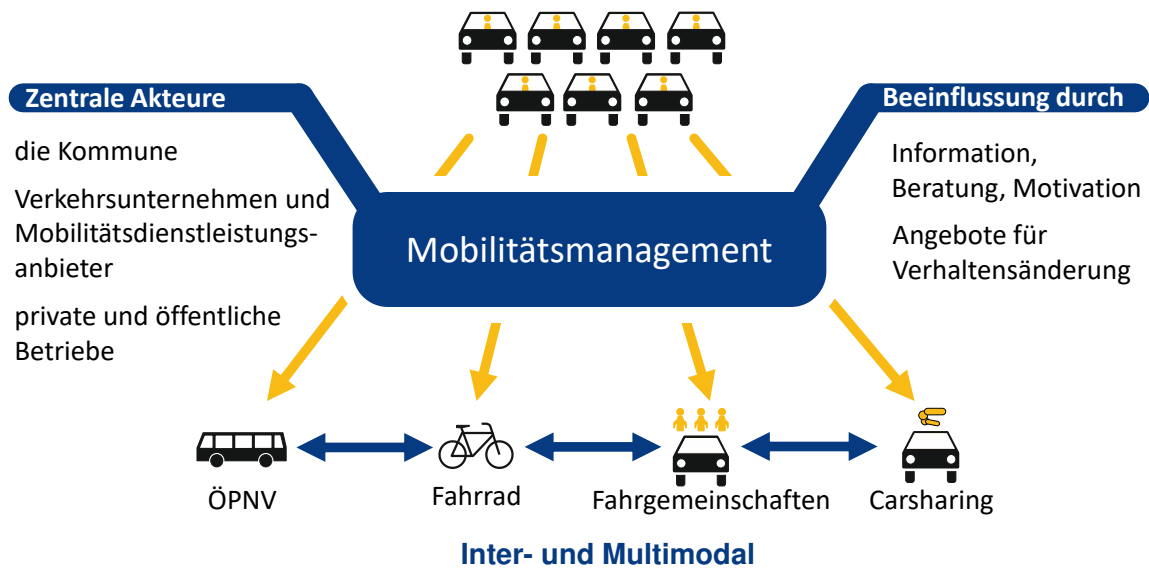 Zentrale Akteure
die Kommune
Verkehrsunternehmen und
Mobilitätsdienstleistungs-
anbieter
private und öffentliche
Betriebe
Beeinflussung durch
Information,
Beratung, Motivation
Angebote für
Verhaltensänderung
Mobilitätsmanagement
ÖPNV
Fahrrad
Fahrgemeinschaften
Carsharing
Inter- und Multimodal